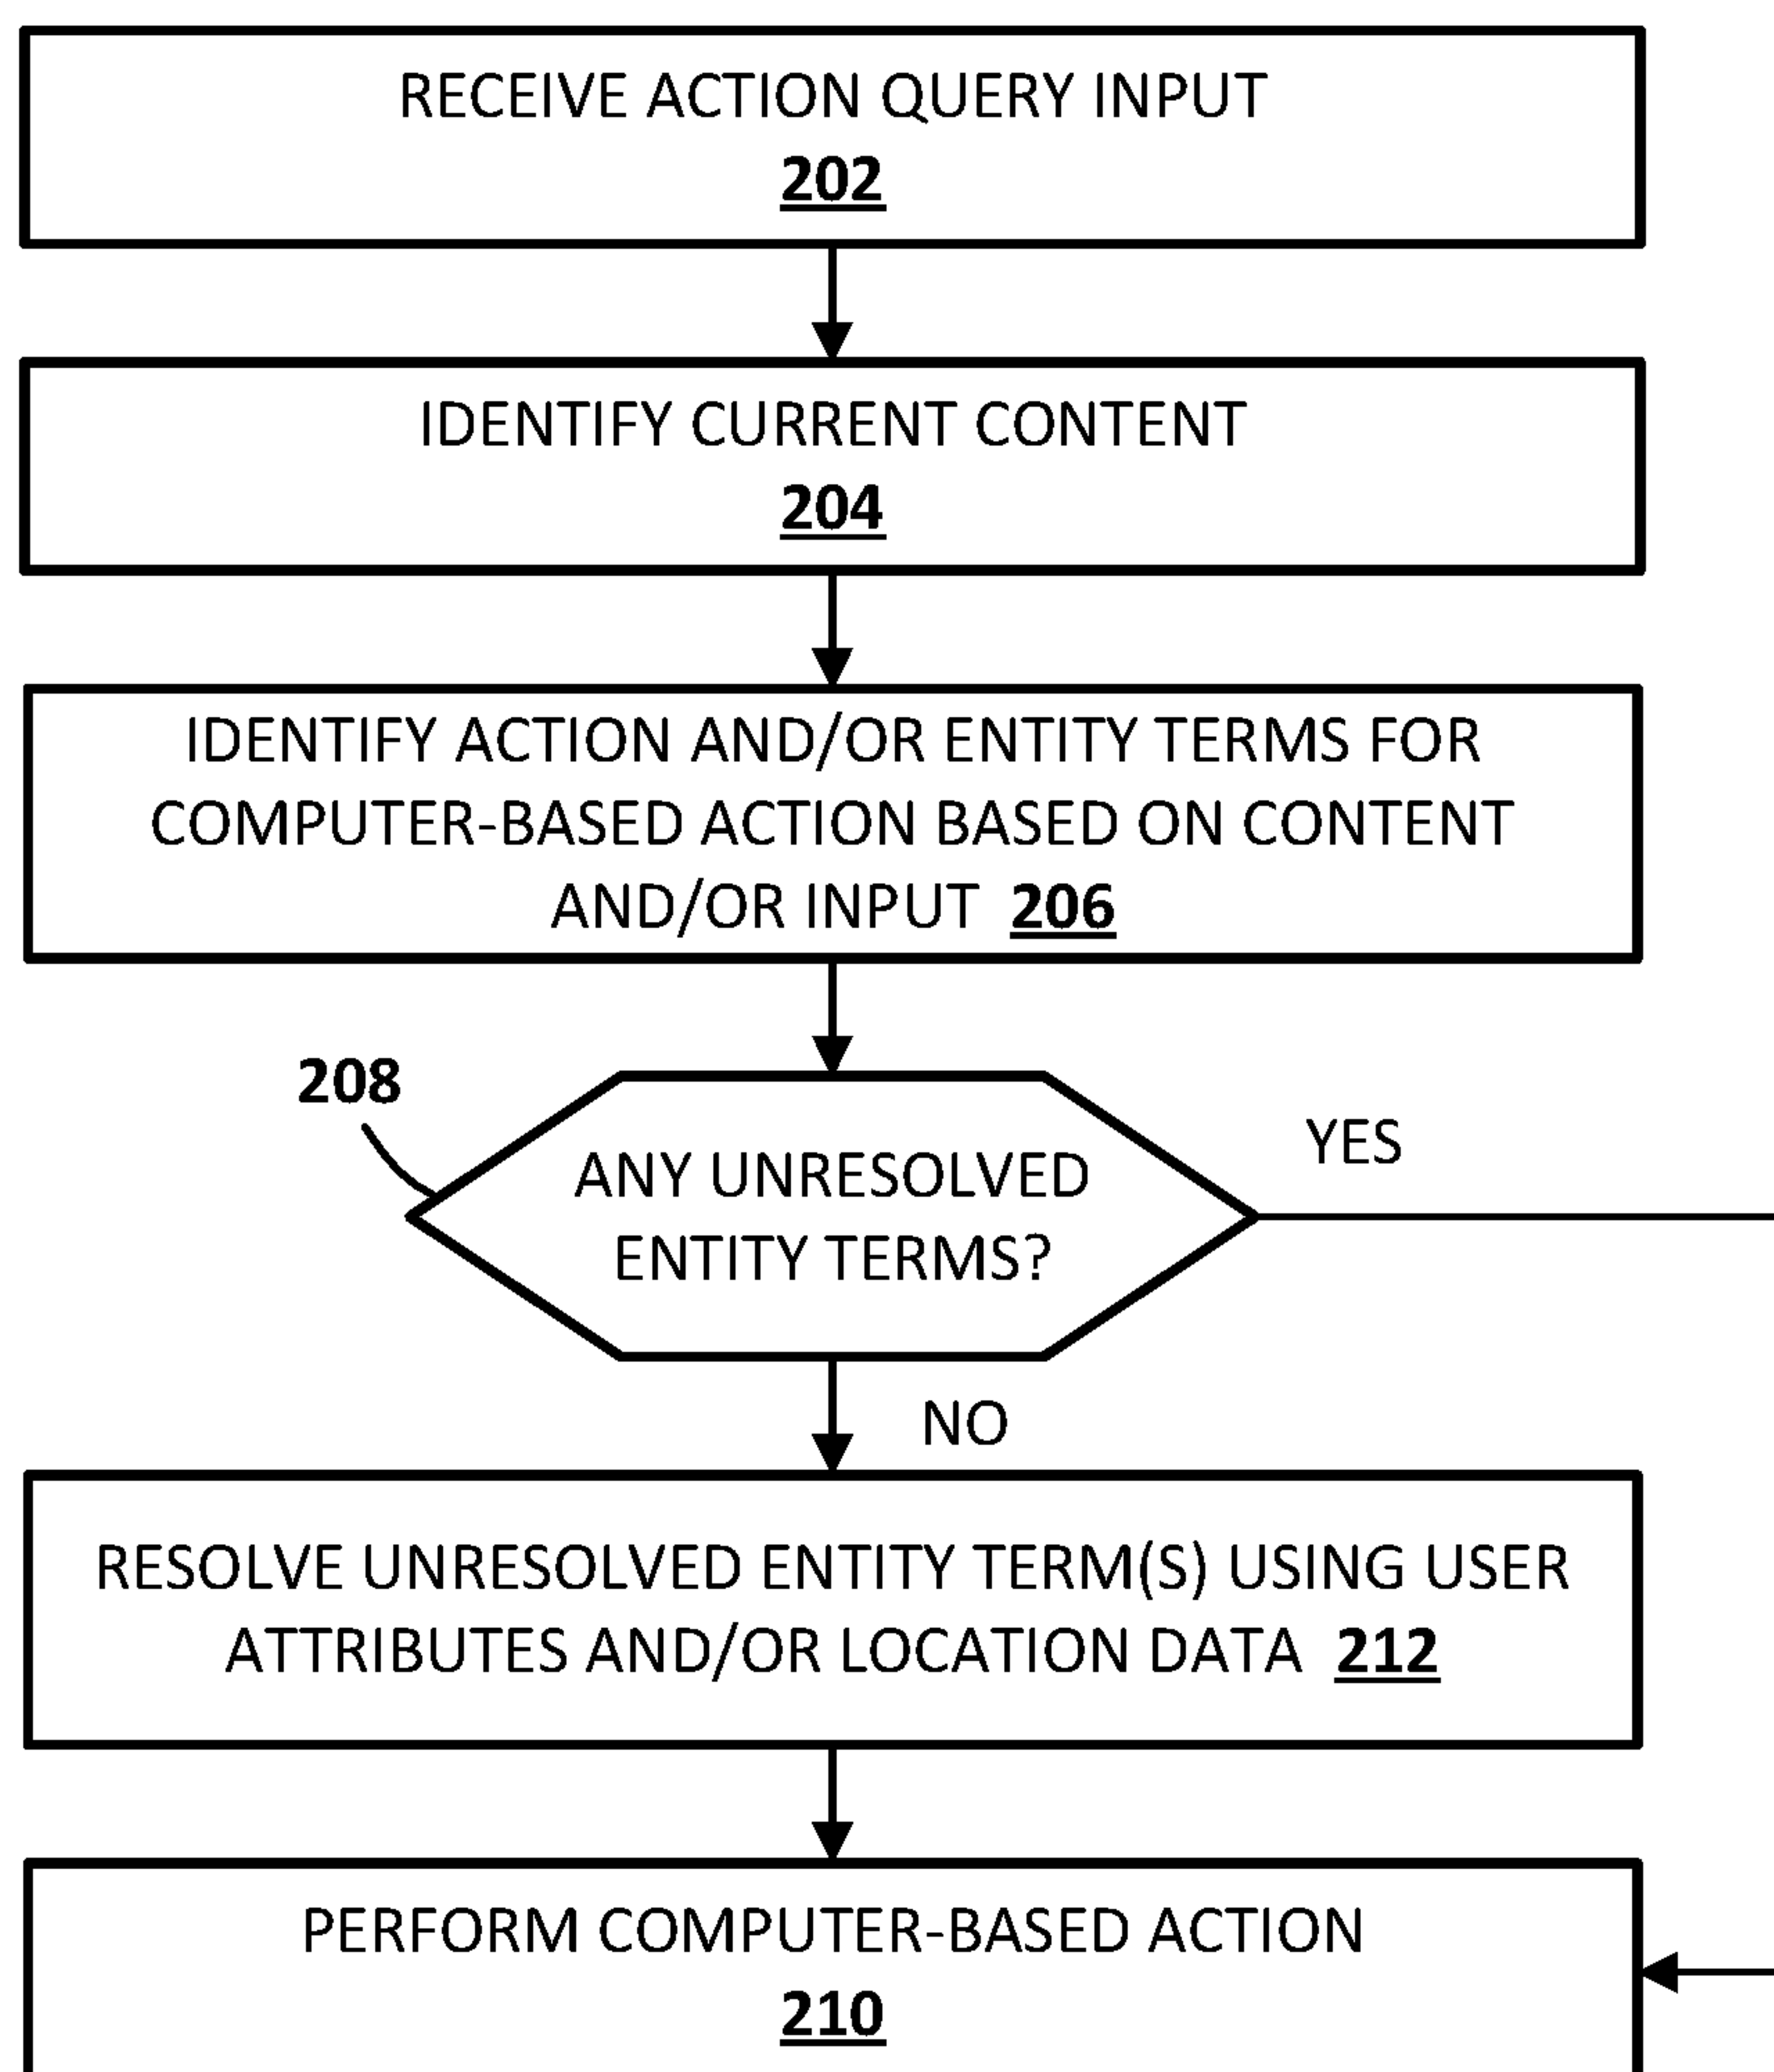 RECEIVE ACTION QUERY INPUT
202
IDENTIFY CURRENT CONTENT
204
IDENTIFY ACTION AND/OR ENTITY TERMS FOR
COMPUTER-BASED ACTION BASED ON CONTENT
AND/OR INPUT 206
208
YES
ANY UNRESOLVED
ENTITY TERMS?
NO
RESOLVE UNRESOLVED ENTITY TERM(S) USING USER
ATTRIBUTES AND/OR LOCATION DATA 212
PERFORM COMPUTER-BASED ACTION
210